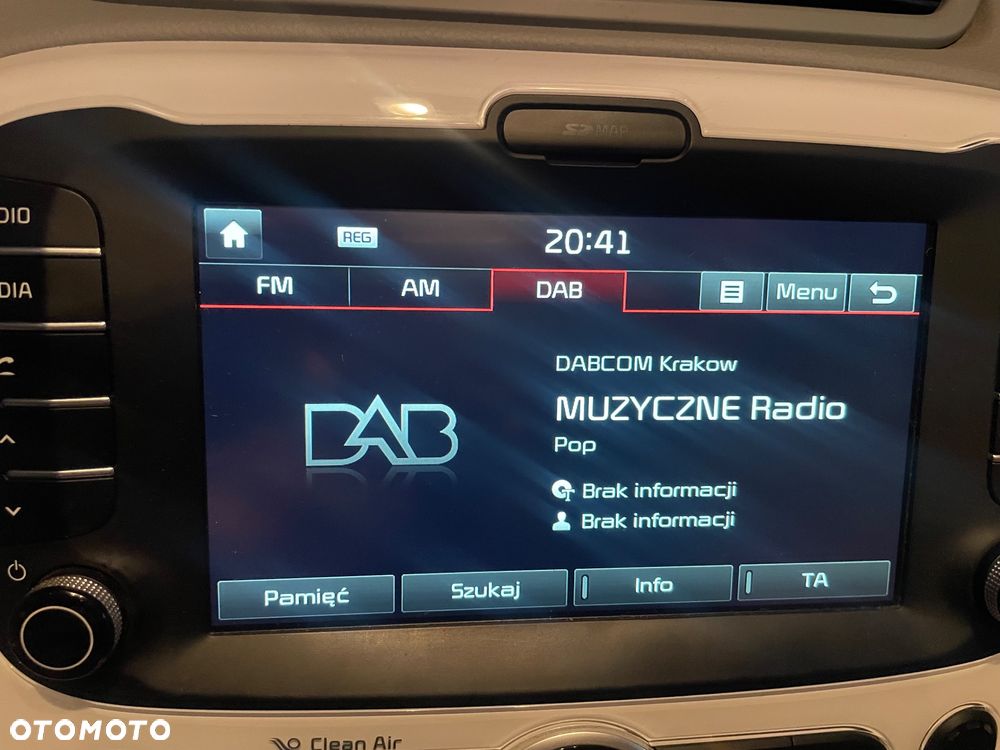 SD MAP
DIO
REG
20:41
FM AM DAB Menu
DIA
DABCOM Krakow
DAB
MUZYCZNE Radio
Pop
Brak informacji
Brak informacji
Pamięć Szukaj Info TA
OTOMOTO
Clean Air